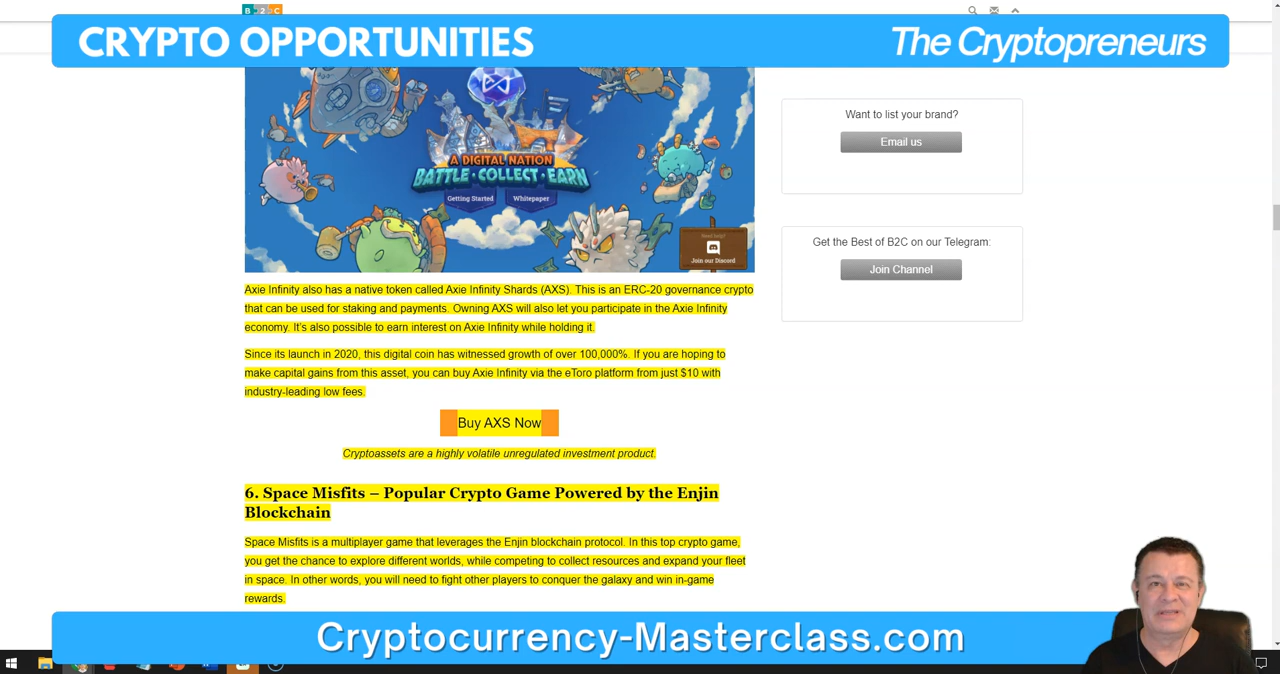 B 2 C
CRYPTO OPPORTUNITIES
The Cryptopreneurs
A DIGITAL NATION
BATTLE · COLLECT · EARN
Getting Started
Whitepaper
Need help?
Join our Discord
Want to list your brand?
Email us
Get the Best of B2C on our Telegram:
Join Channel
Axie Infinity also has a native token called Axie Infinity Shards (AXS). This is an ERC-20 governance crypto
that can be used for staking and payments. Owning AXS will also let you participate in the Axie Infinity
economy. It's also possible to earn interest on Axie Infinity while holding it.
Since its launch in 2020, this digital coin has witnessed growth of over 100,000%. If you are hoping to
make capital gains from this asset, you can buy Axie Infinity via the eToro platform from just $10 with
industry-leading low fees.
Buy AXS Now
Cryptoassets are a highly volatile unregulated investment product.
6. Space Misfits – Popular Crypto Game Powered by the Enjin
Blockchain
Space Misfits is a multiplayer game that leverages the Enjin blockchain protocol. In this top crypto game,
you get the chance to explore different worlds, while competing to collect resources and expand your fleet
in space. In other words, you will need to fight other players to conquer the galaxy and win in-game
rewards.
Cryptocurrency-Masterclass.com